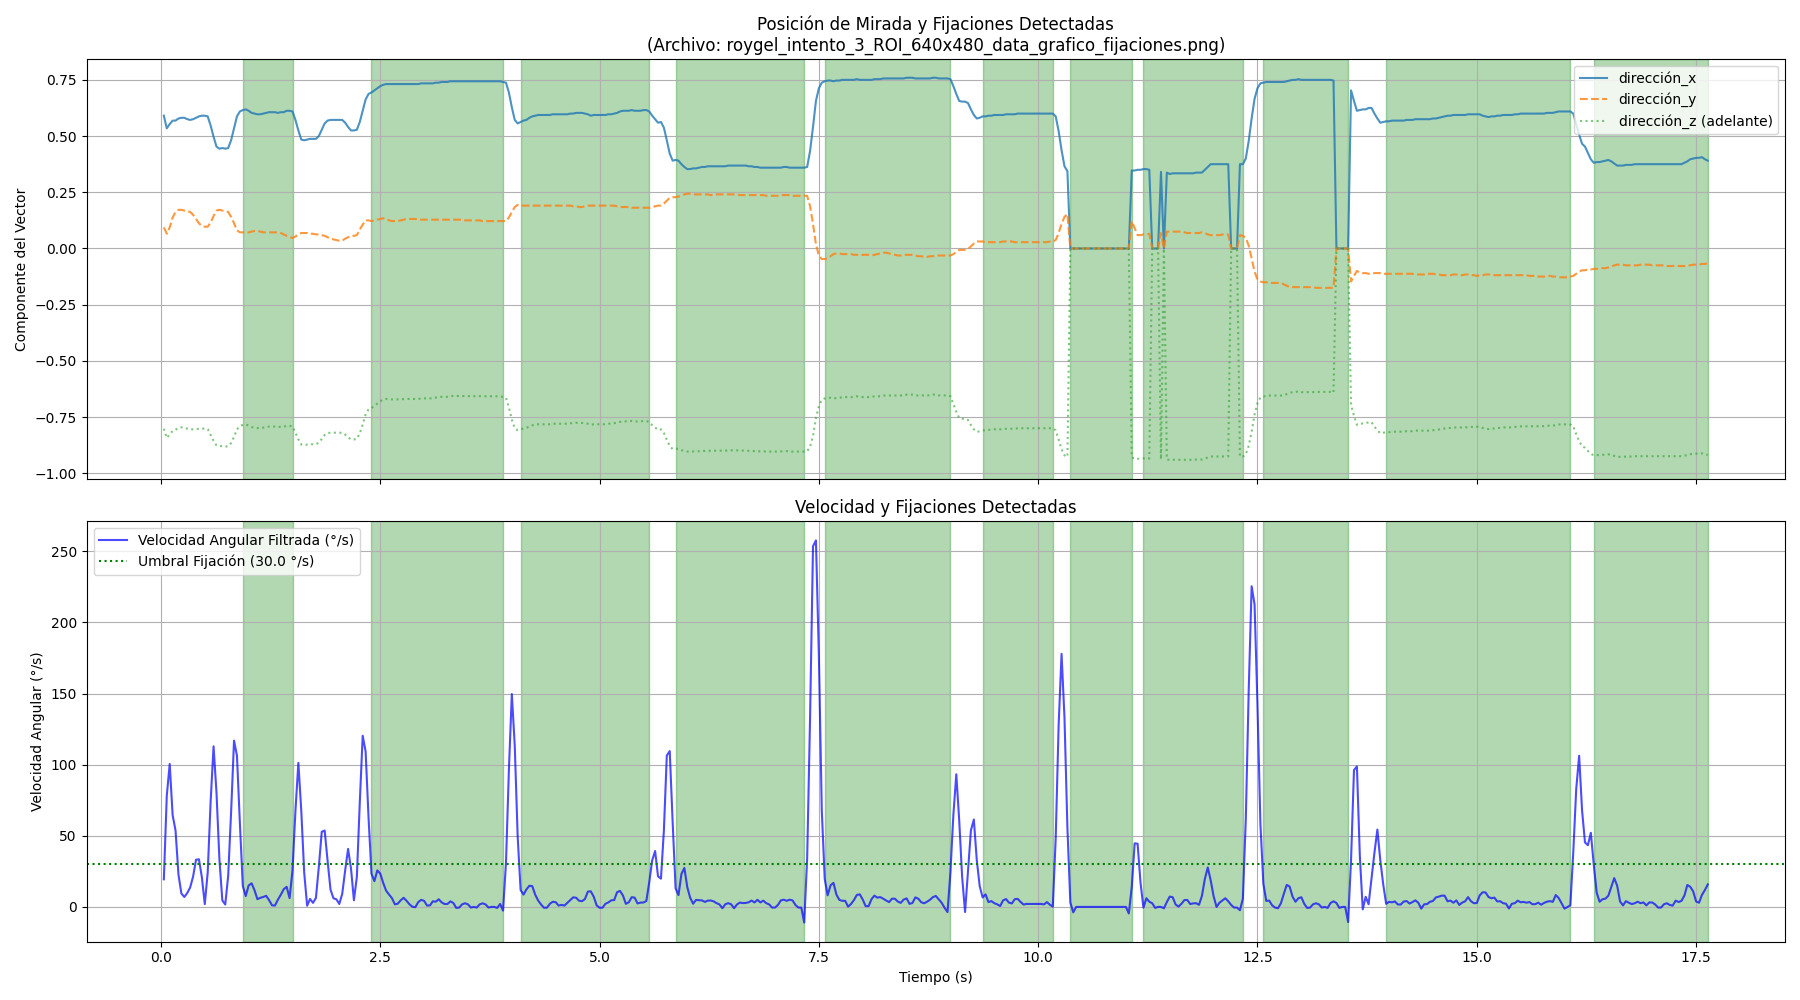 Posición de Mirada y Fijaciones Detectadas
(Archivo: roygel_intento_3_ROI_640x480_data_grafico_fijaciones.png)
Componente del Vector
0.75
0.50
0.25
0.00
−0.25
−0.50
−0.75
−1.00
dirección_x
dirección_y
dirección_z (adelante)
Velocidad y Fijaciones Detectadas
Velocidad Angular (°/s)
250
200
150
100
50
0
Velocidad Angular Filtrada (°/s)
Umbral Fijación (30.0 °/s)
0.0 2.5 5.0 7.5 10.0 12.5 15.0 17.5
Tiempo (s)